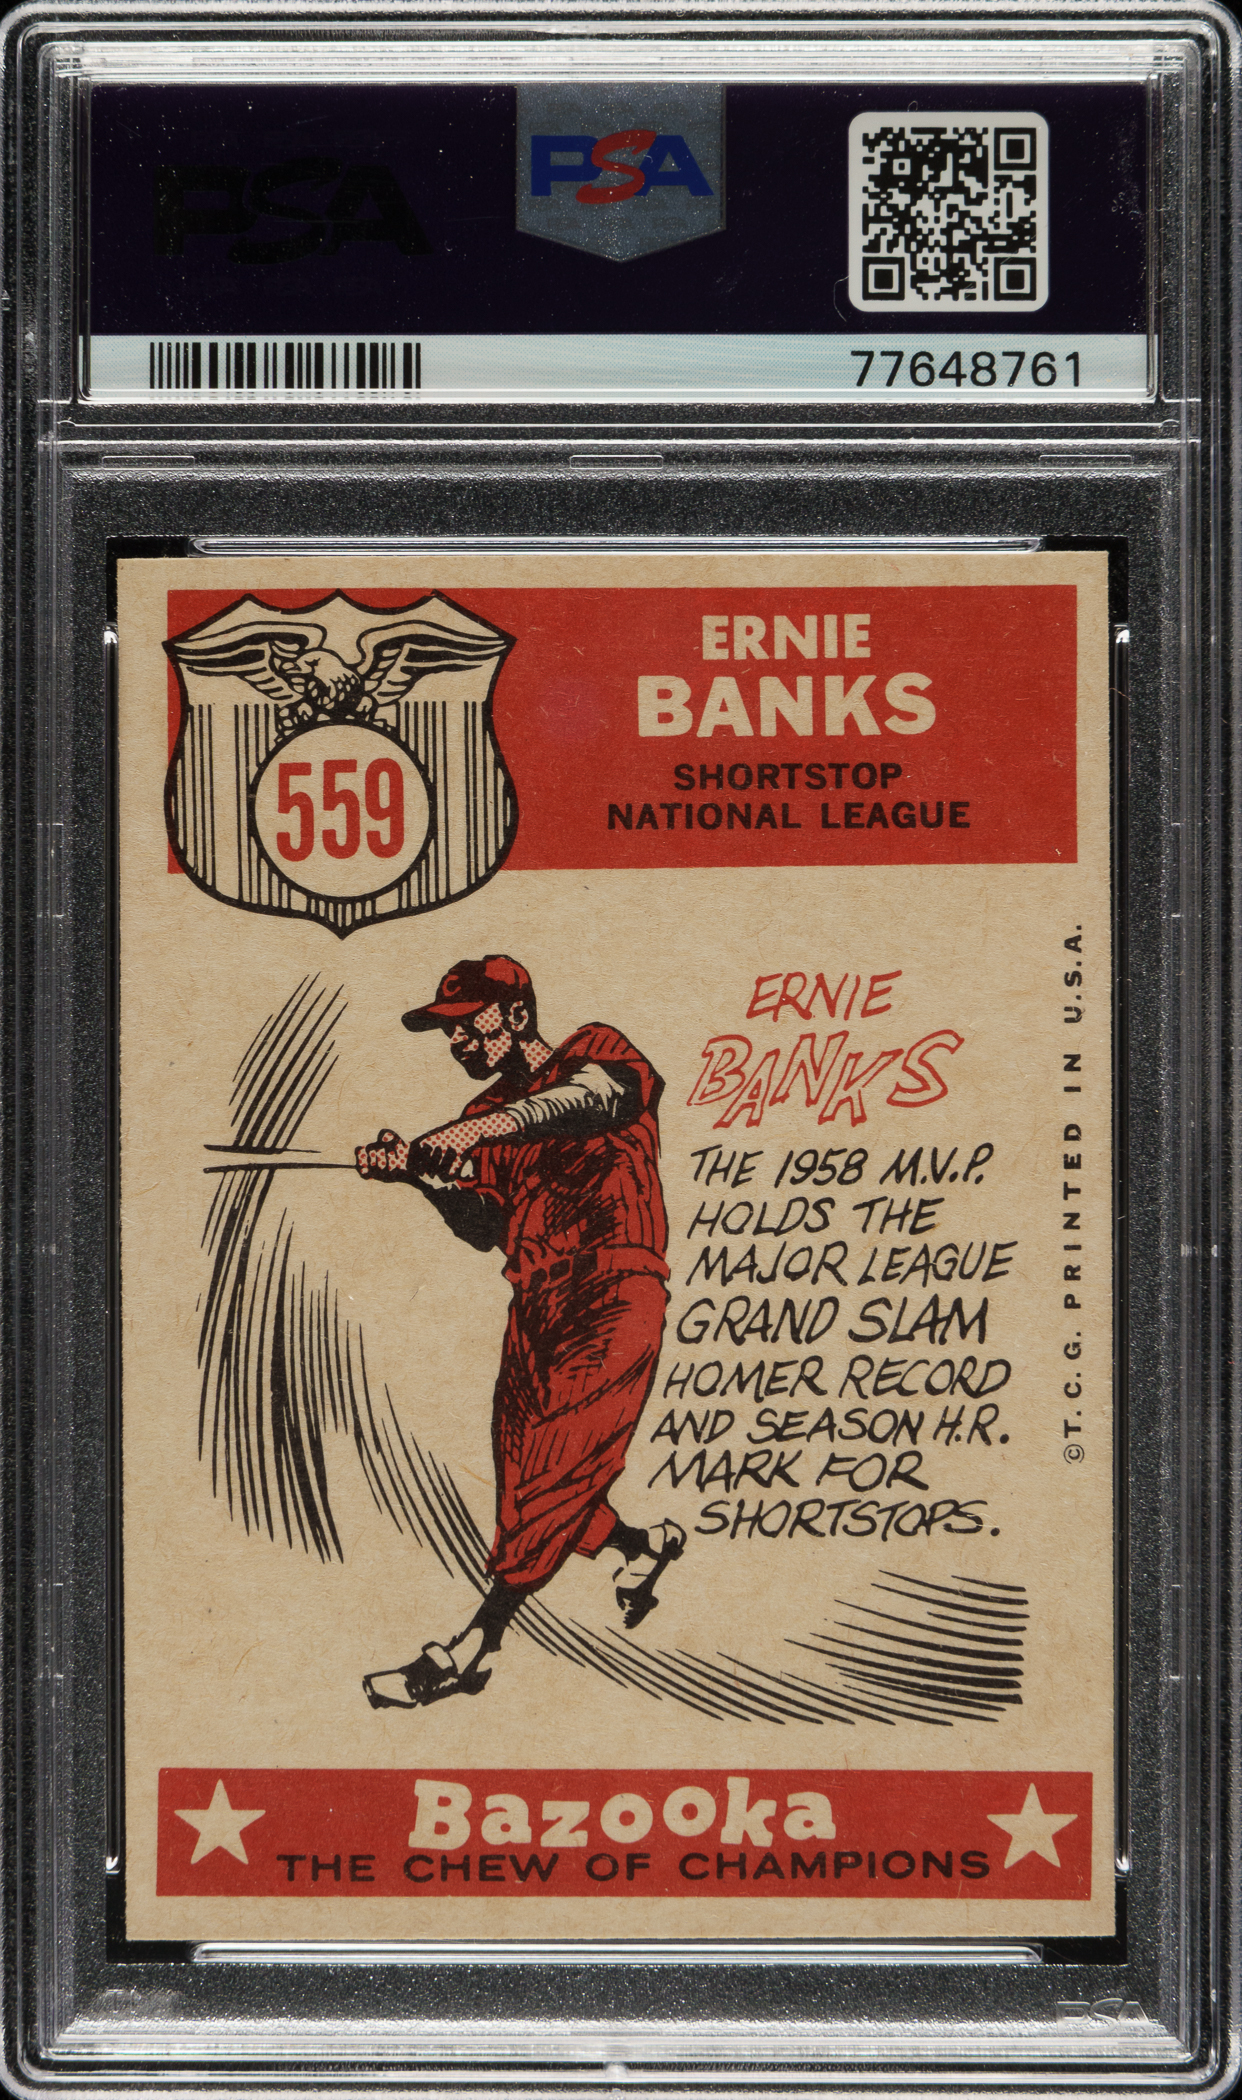 PSA
PSA
77648761
559
ERNIE
BANKS
SHORTSTOP
NATIONAL LEAGUE
C
ERNIE
BANKS
THE 1958 M.V.P.
HOLDS THE
MAJOR LEAGUE
GRAND SLAM
HOMER RECORD
AND SEASON H.R.
MARK FOR
SHORTSTOPS.
©T.C.G. PRINTED IN U.S.A.
Bazooka
THE CHEW OF CHAMPIONS
PSA